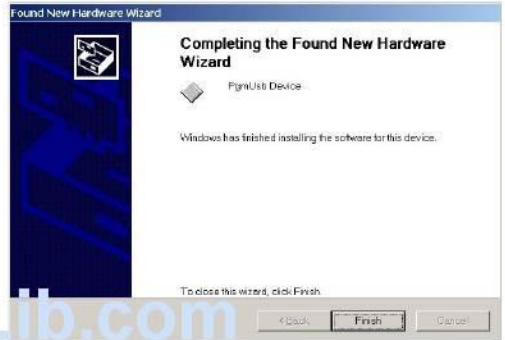 Found New Hardware Wizard
Completing the Found New Hardware
Wizard
PgmUsb Device
Windows has finished installing the software for this device.
To close this wizard, click Finish.
ib.com
< Back
Finish
Cancel